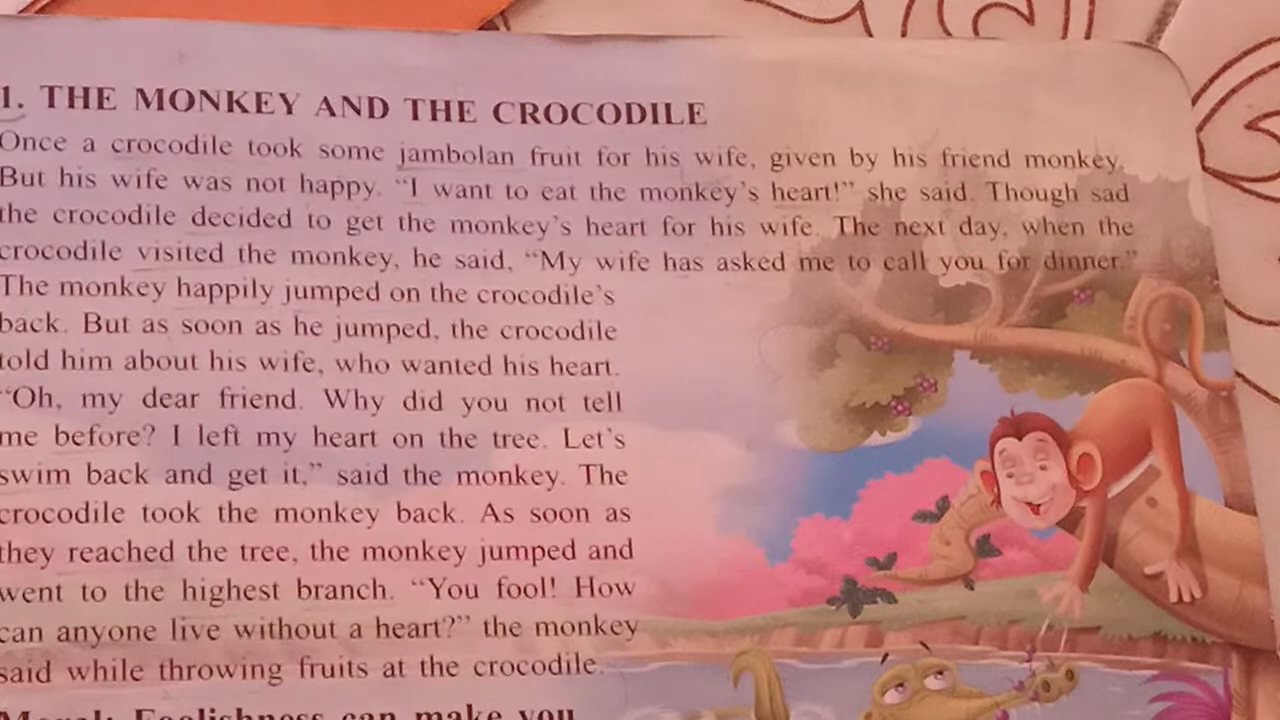 1. THE MONKEY AND THE CROCODILE
Once a crocodile took some jambolan fruit for his wife, given by his friend monkey.
But his wife was not happy. “I want to eat the monkey’s heart!” she said. Though sad
the crocodile decided to get the monkey’s heart for his wife. The next day, when the
crocodile visited the monkey, he said, “My wife has asked me to call you for dinner.”
The monkey happily jumped on the crocodile’s
back. But as soon as he jumped, the crocodile
told him about his wife, who wanted his heart.
“Oh, my dear friend. Why did you not tell
me before? I left my heart on the tree. Let’s
swim back and get it,” said the monkey. The
crocodile took the monkey back. As soon as
they reached the tree, the monkey jumped and
went to the highest branch. “You fool! How
can anyone live without a heart?” the monkey
said while throwing fruits at the crocodile.
Moral: Foolishness can make you